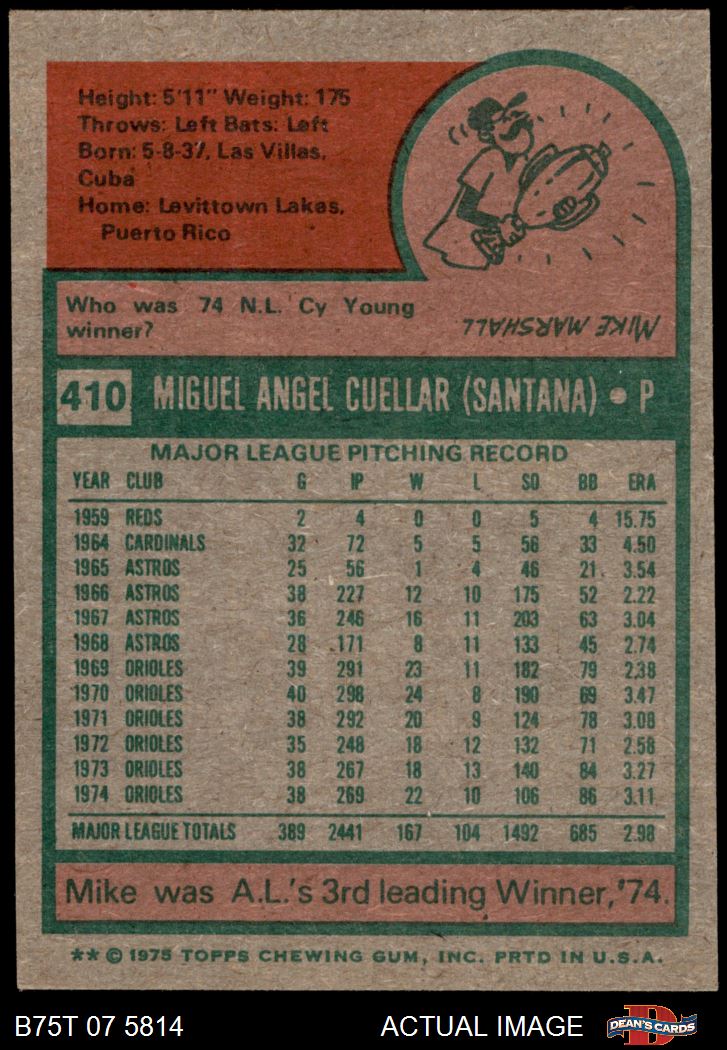 Height: 5'11" Weight: 175
Throws: Left Bats: Left
Born: 5-8-37, Las Villas,
Cuba
Home: Levittown Lakes,
Puerto Rico
Who was 74 N.L. Cy Young
winner?
MIKE MARSHALL
410 MIGUEL ANGEL CUELLAR (SANTANA) • P
MAJOR LEAGUE PITCHING RECORD
YEAR CLUB G IP W L SO BB ERA
1959 REDS 2 4 0 0 5 4 15.75
1964 CARDINALS 32 72 5 5 56 33 4.50
1965 ASTROS 25 56 1 4 46 21 3.54
1966 ASTROS 38 227 12 10 175 52 2.22
1967 ASTROS 36 246 16 11 203 63 3.04
1968 ASTROS 28 171 8 11 133 45 2.74
1969 ORIOLES 39 291 23 11 182 79 2.38
1970 ORIOLES 40 298 24 8 190 69 3.47
1971 ORIOLES 38 292 20 9 124 78 3.08
1972 ORIOLES 35 248 18 12 132 71 2.58
1973 ORIOLES 38 267 18 13 140 84 3.27
1974 ORIOLES 38 269 22 10 106 86 3.11
MAJOR LEAGUE TOTALS 389 2441 167 104 1492 685 2.98
Mike was A.L.'s 3rd leading Winner,'74.
** © 1975 TOPPS CHEWING GUM, INC. PRTD IN U.S.A.
B75T 07 5814 ACTUAL IMAGE D DEAN'S CARDS